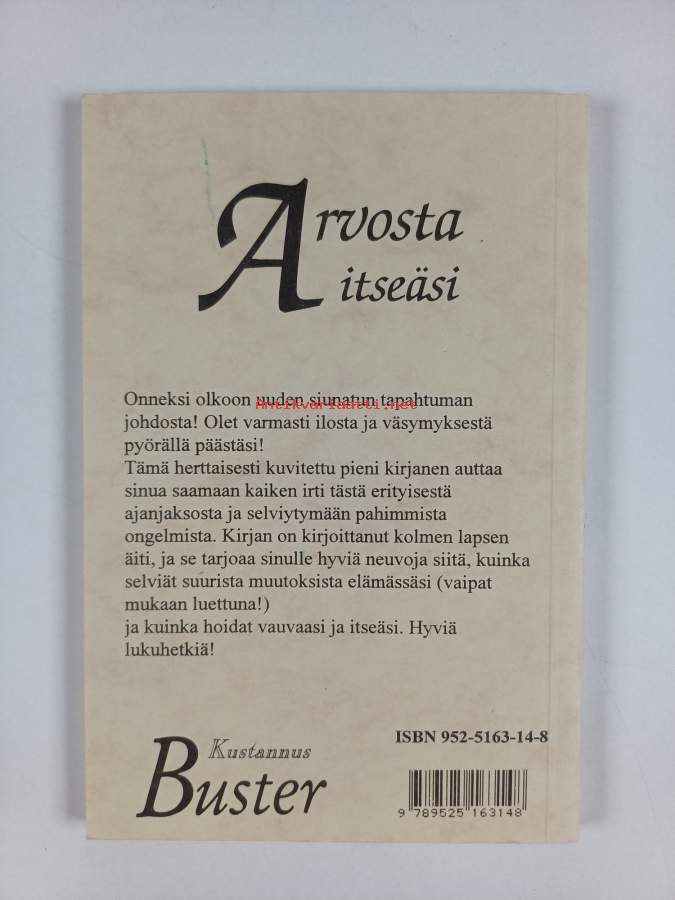 Arvosta
itseäsi
Onneksi olkoon uuden siunatun tapahtuman
Antikvariaatti.net
johdosta! Olet varmasti ilosta ja väsymyksestä
pyörällä päästäsi!
Tämä herttaisesti kuvitettu pieni kirjanen auttaa
sinua saamaan kaiken irti tästä erityisestä
ajanjaksosta ja selviytymään pahimmista
ongelmista. Kirjan on kirjoittanut kolmen lapsen
äiti, ja se tarjoaa sinulle hyviä neuvoja siitä, kuinka
selviät suurista muutoksista elämässäsi (vaipat
mukaan luettuna!)
ja kuinka hoidat vauvaasi ja itseäsi. Hyviä
lukuhetkiä!
Kustannus
Buster
ISBN 952-5163-14-8
9 789525 163148